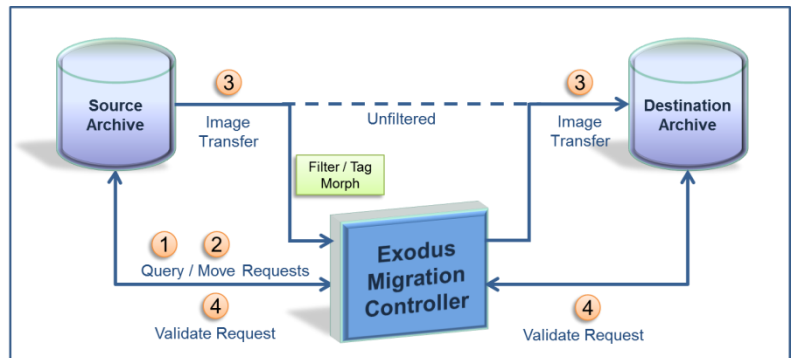 3
3
Source
Archive
Image
Transfer
Unfiltered
Image
Transfer
Destination
Archive
Filter / Tag
Morph
1 2
Query / Move Requests
4
Validate Request
Exodus
Migration
Controller
4
Validate Request